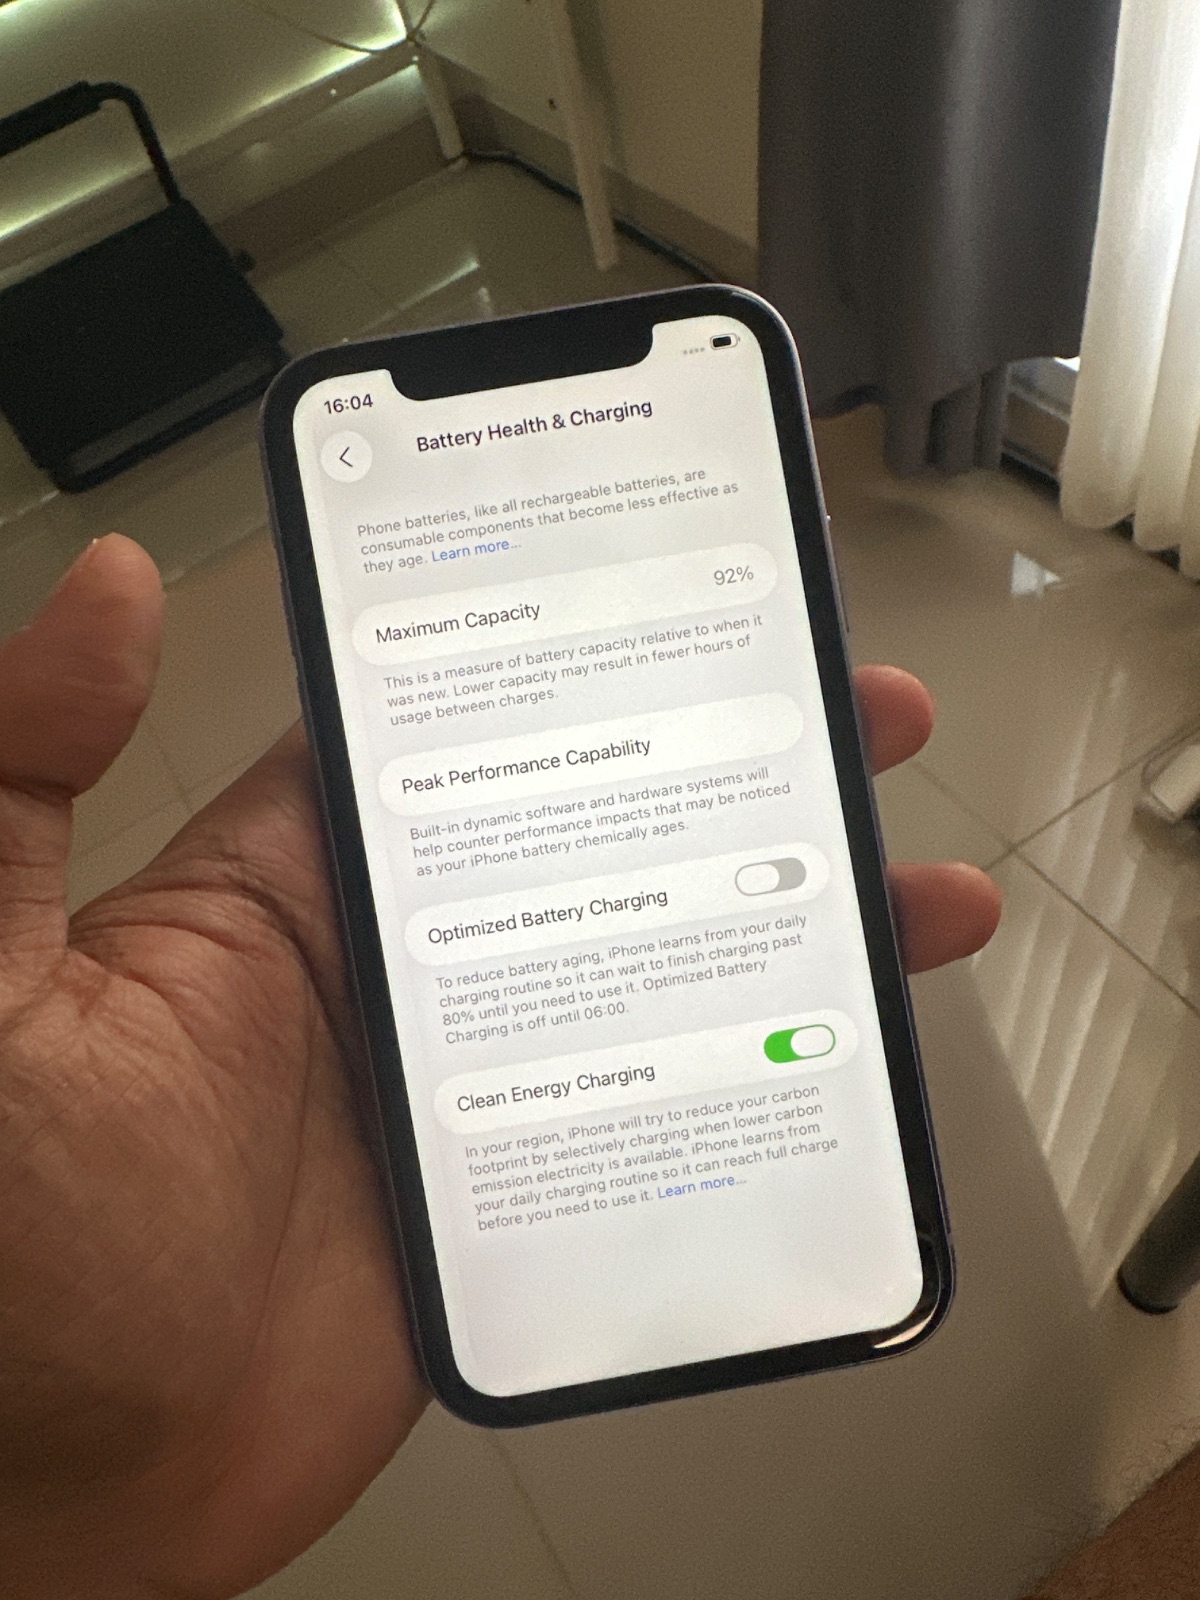 16:04
Battery Health & Charging
Phone batteries, like all rechargeable batteries, are
consumable components that become less effective as
they age. Learn more...
Maximum Capacity 92%
This is a measure of battery capacity relative to when it
was new. Lower capacity may result in fewer hours of
usage between charges.
Peak Performance Capability
Built-in dynamic software and hardware systems will
help counter performance impacts that may be noticed
as your iPhone battery chemically ages.
Optimized Battery Charging
To reduce battery aging, iPhone learns from your daily
charging routine so it can wait to finish charging past
80% until you need to use it. Optimized Battery
Charging is off until 06:00.
Clean Energy Charging
In your region, iPhone will try to reduce your carbon
footprint by selectively charging when lower carbon
emission electricity is available. iPhone learns from
your daily charging routine so it can reach full charge
before you need to use it. Learn more...